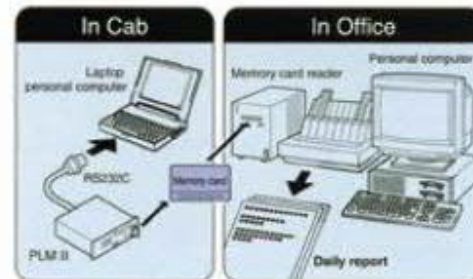 In Cab
Laptop
personal computer
RS232C
PLM II
Memory card
In Office
Personal computer
Memory card reader
Daily report